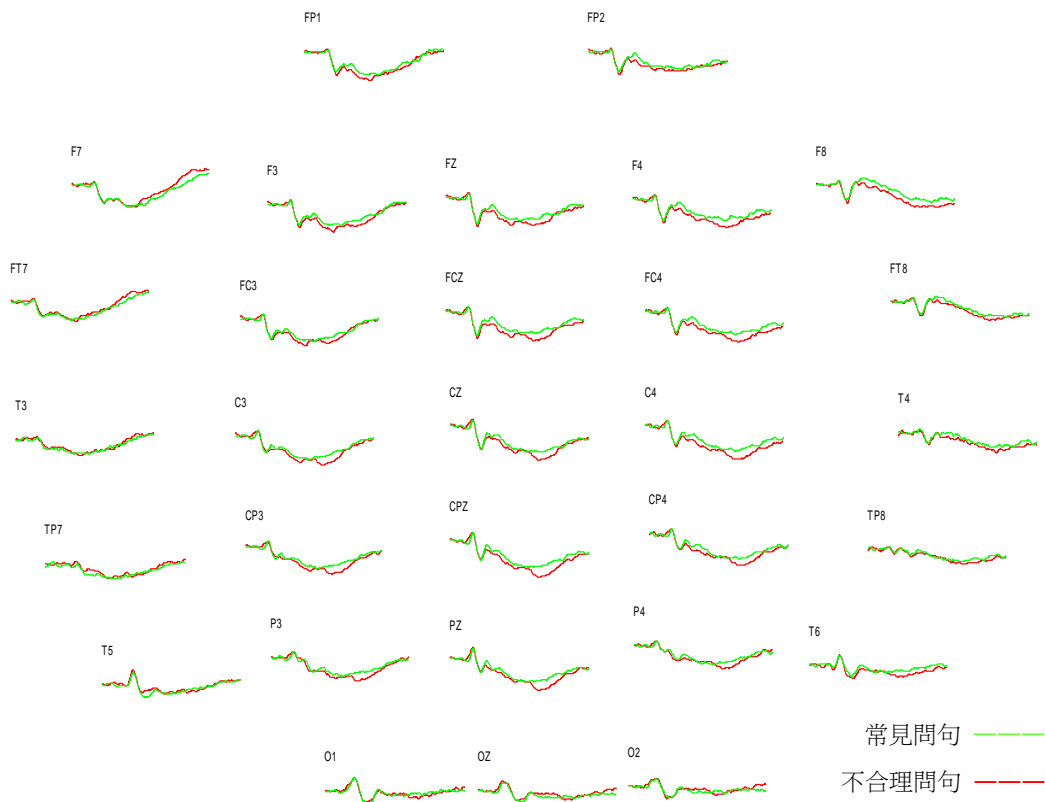 FP1 FP2
F7 F3 FZ F4 F8
FT7 FC3 FCZ FC4 FT8
T3 C3 CZ C4 T4
TP7 CP3 CPZ CP4 TP8
T5 P3 PZ P4 T6
常見問句
O1 OZ O2
不合理問句